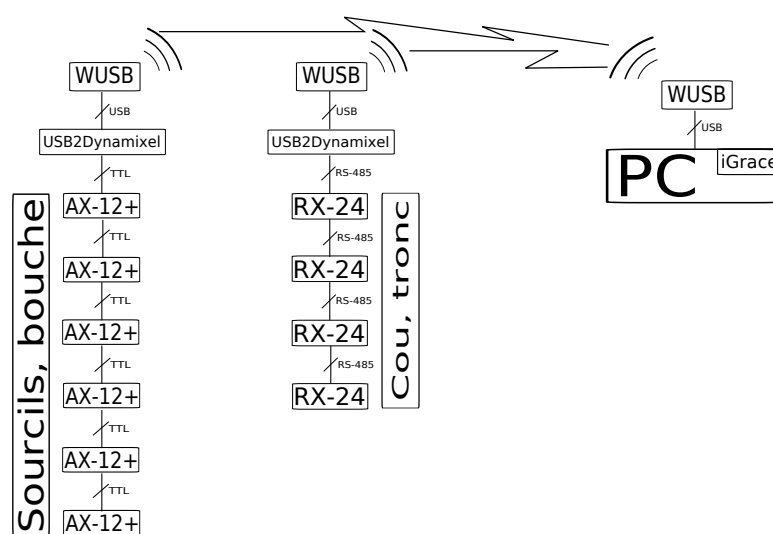 WUSB
USB
USB2Dynamixel
TTL
AX-12+
TTL
AX-12+
TTL
AX-12+
TTL
AX-12+
TTL
AX-12+
TTL
AX-12+
Sourcils, bouche
WUSB
USB
USB2Dynamixel
RS-485
RX-24
RS-485
RX-24
RS-485
RX-24
RS-485
RX-24
Cou, tronc
WUSB
USB
PC
iGrace